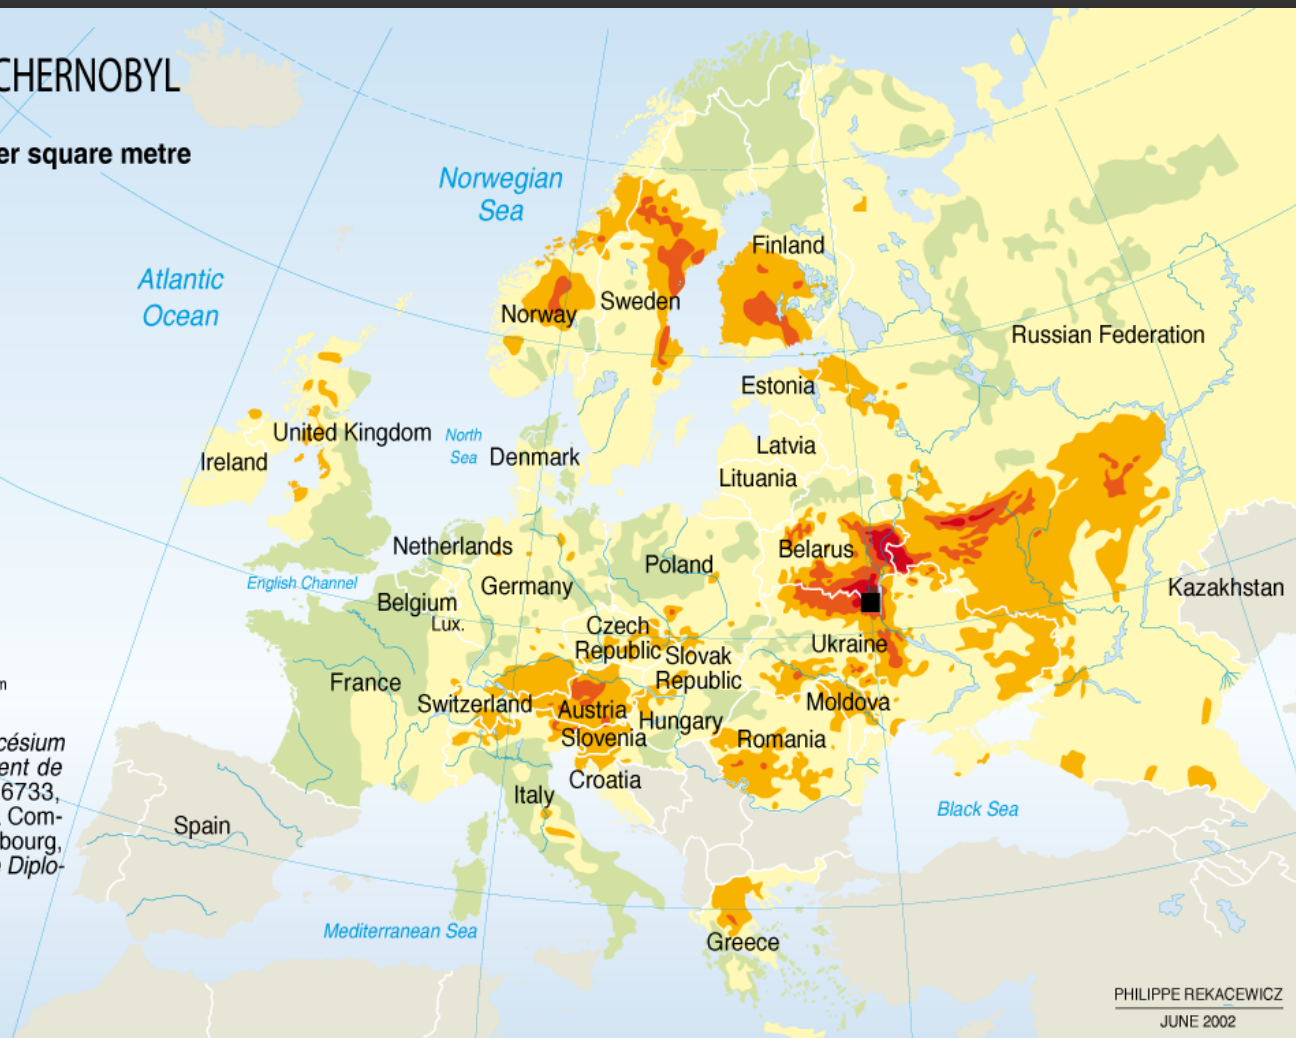 CHERNOBYL
er square metre
Norwegian
Sea
Atlantic
Ocean
Finland
Norway
Sweden
Russian Federation
Estonia
United Kingdom
North
Sea
Denmark
Ireland
Latvia
Lituania
Netherlands
Belarus
Poland
English Channel
Germany
Kazakhstan
Belgium
Lux.
Czech
Republic
Ukraine
Slovak
Republic
France
Switzerland
Austria
Moldova
Hungary
Slovenia
Romania
Croatia
Italy
Black Sea
Spain
m
césium
ent de
6733,
. Com-
bourg,
Diplo-
Mediterranean Sea
Greece
PHILIPPE REKACEWICZ
JUNE 2002